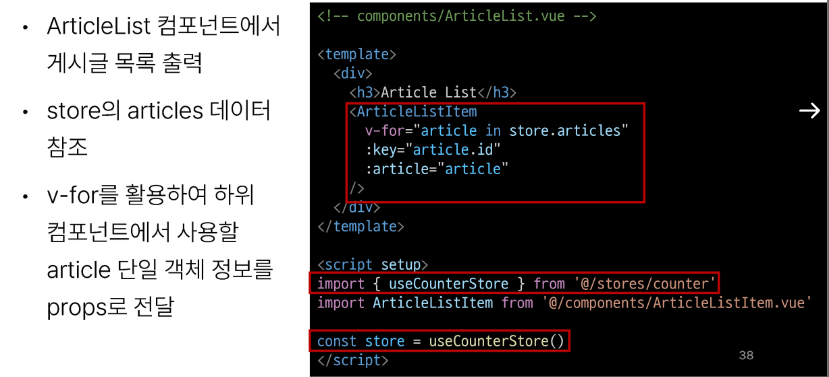 • ArticleList 컴포넌트에서
게시글 목록 출력
• store의 articles 데이터
참조
• v-for를 활용하여 하위
컴포넌트에서 사용할
article 단일 객체 정보를
props로 전달
<!-- components/ArticleList.vue -->
<template>
  <div>
    <h3>Article List</h3>
    <ArticleListItem
      v-for="article in store.articles"
      :key="article.id"
      :article="article"
    />
  </div>
</template>
<script setup>
import { useCounterStore } from '@/stores/counter'
import ArticleListItem from '@/components/ArticleListItem.vue'
const store = useCounterStore()
</script>
38